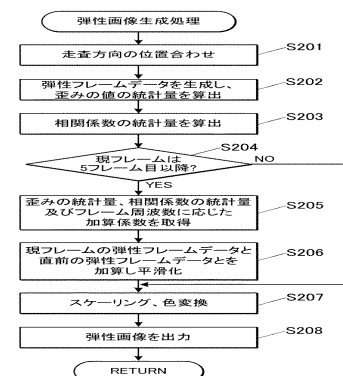 弾性画像生成処理
走査方向の位置合わせ
S201
弾性フレームデータを生成し、
歪みの値の統計量を算出
S202
相関係数の統計量を算出
S203
現フレームは
5フレーム目以降?
S204
NO
YES
歪みの統計量、相関係数の統計量
及びフレーム周波数に応じた
加算係数を取得
S205
現フレームの弾性フレームデータと
直前の弾性フレームデータとを
加算し平滑化
S206
スケーリング、色変換
S207
弾性画像を出力
S208
RETURN